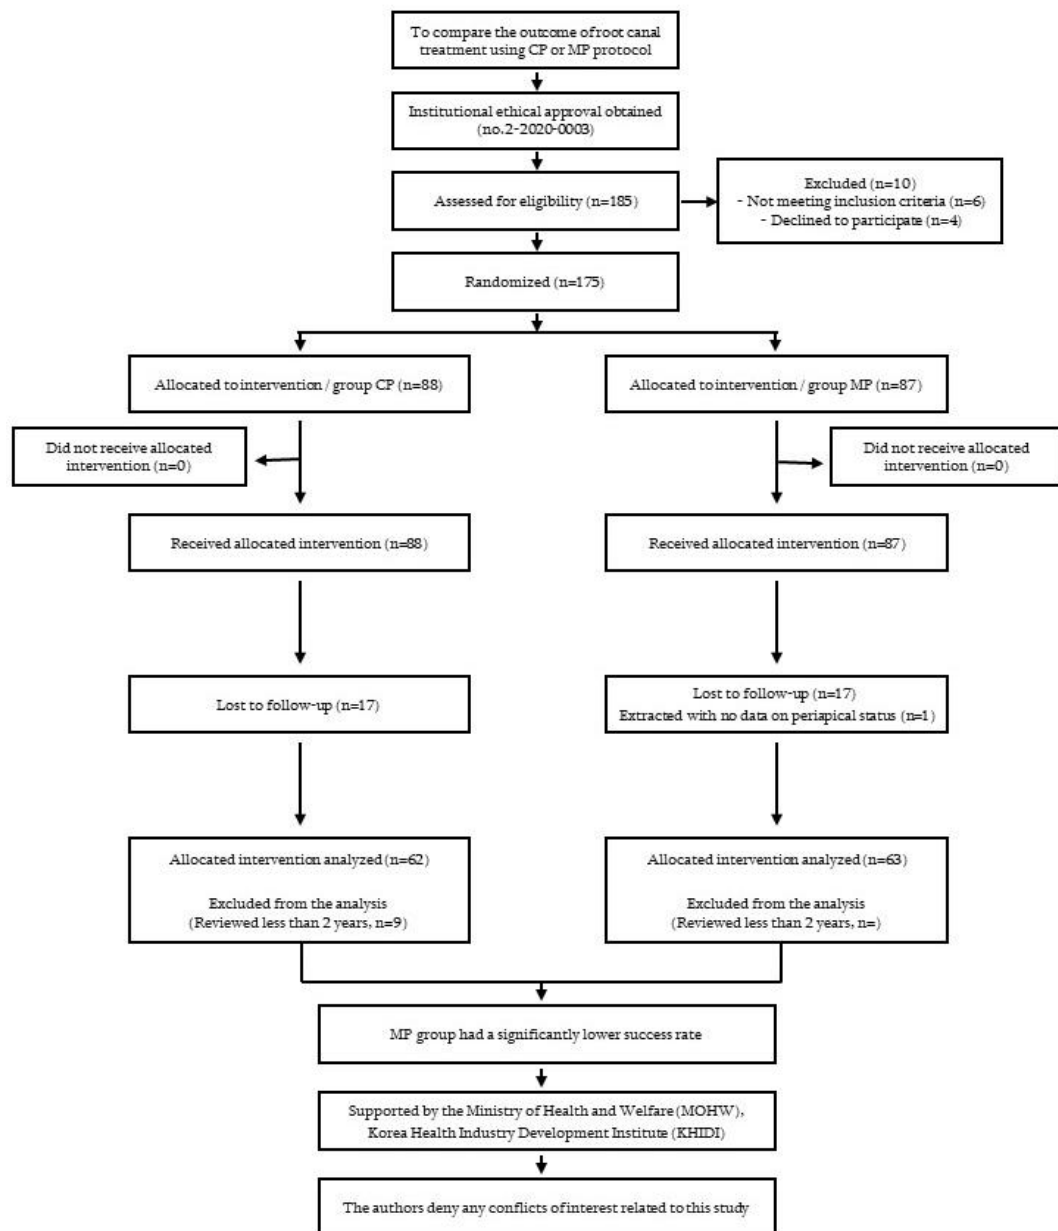 To compare the outcome of root canal
treatment using CP or MP protocol
Institutional ethical approval obtained
(no.2-2020-0003)
Assessed for eligibility (n=185)
Excluded (n=10)
- Not meeting inclusion criteria (n=6)
- Declined to participate (n=4)
Randomized (n=175)
Allocated to intervention / group CP (n=88)
Allocated to intervention / group MP (n=87)
Did not receive allocated
intervention (n=0)
Did not receive allocated
intervention (n=0)
Received allocated intervention (n=88)
Received allocated intervention (n=87)
Lost to follow-up (n=17)
Lost to follow-up (n=17)
Extracted with no data on periapical status (n=1)
Allocated intervention analyzed (n=62)
Excluded from the analysis
(Reviewed less than 2 years, n=9)
Allocated intervention analyzed (n=63)
Excluded from the analysis
(Reviewed less than 2 years, n=)
MP group had a significantly lower success rate
Supported by the Ministry of Health and Welfare (MOHW),
Korea Health Industry Development Institute (KHIDI)
The authors deny any conflicts of interest related to this study